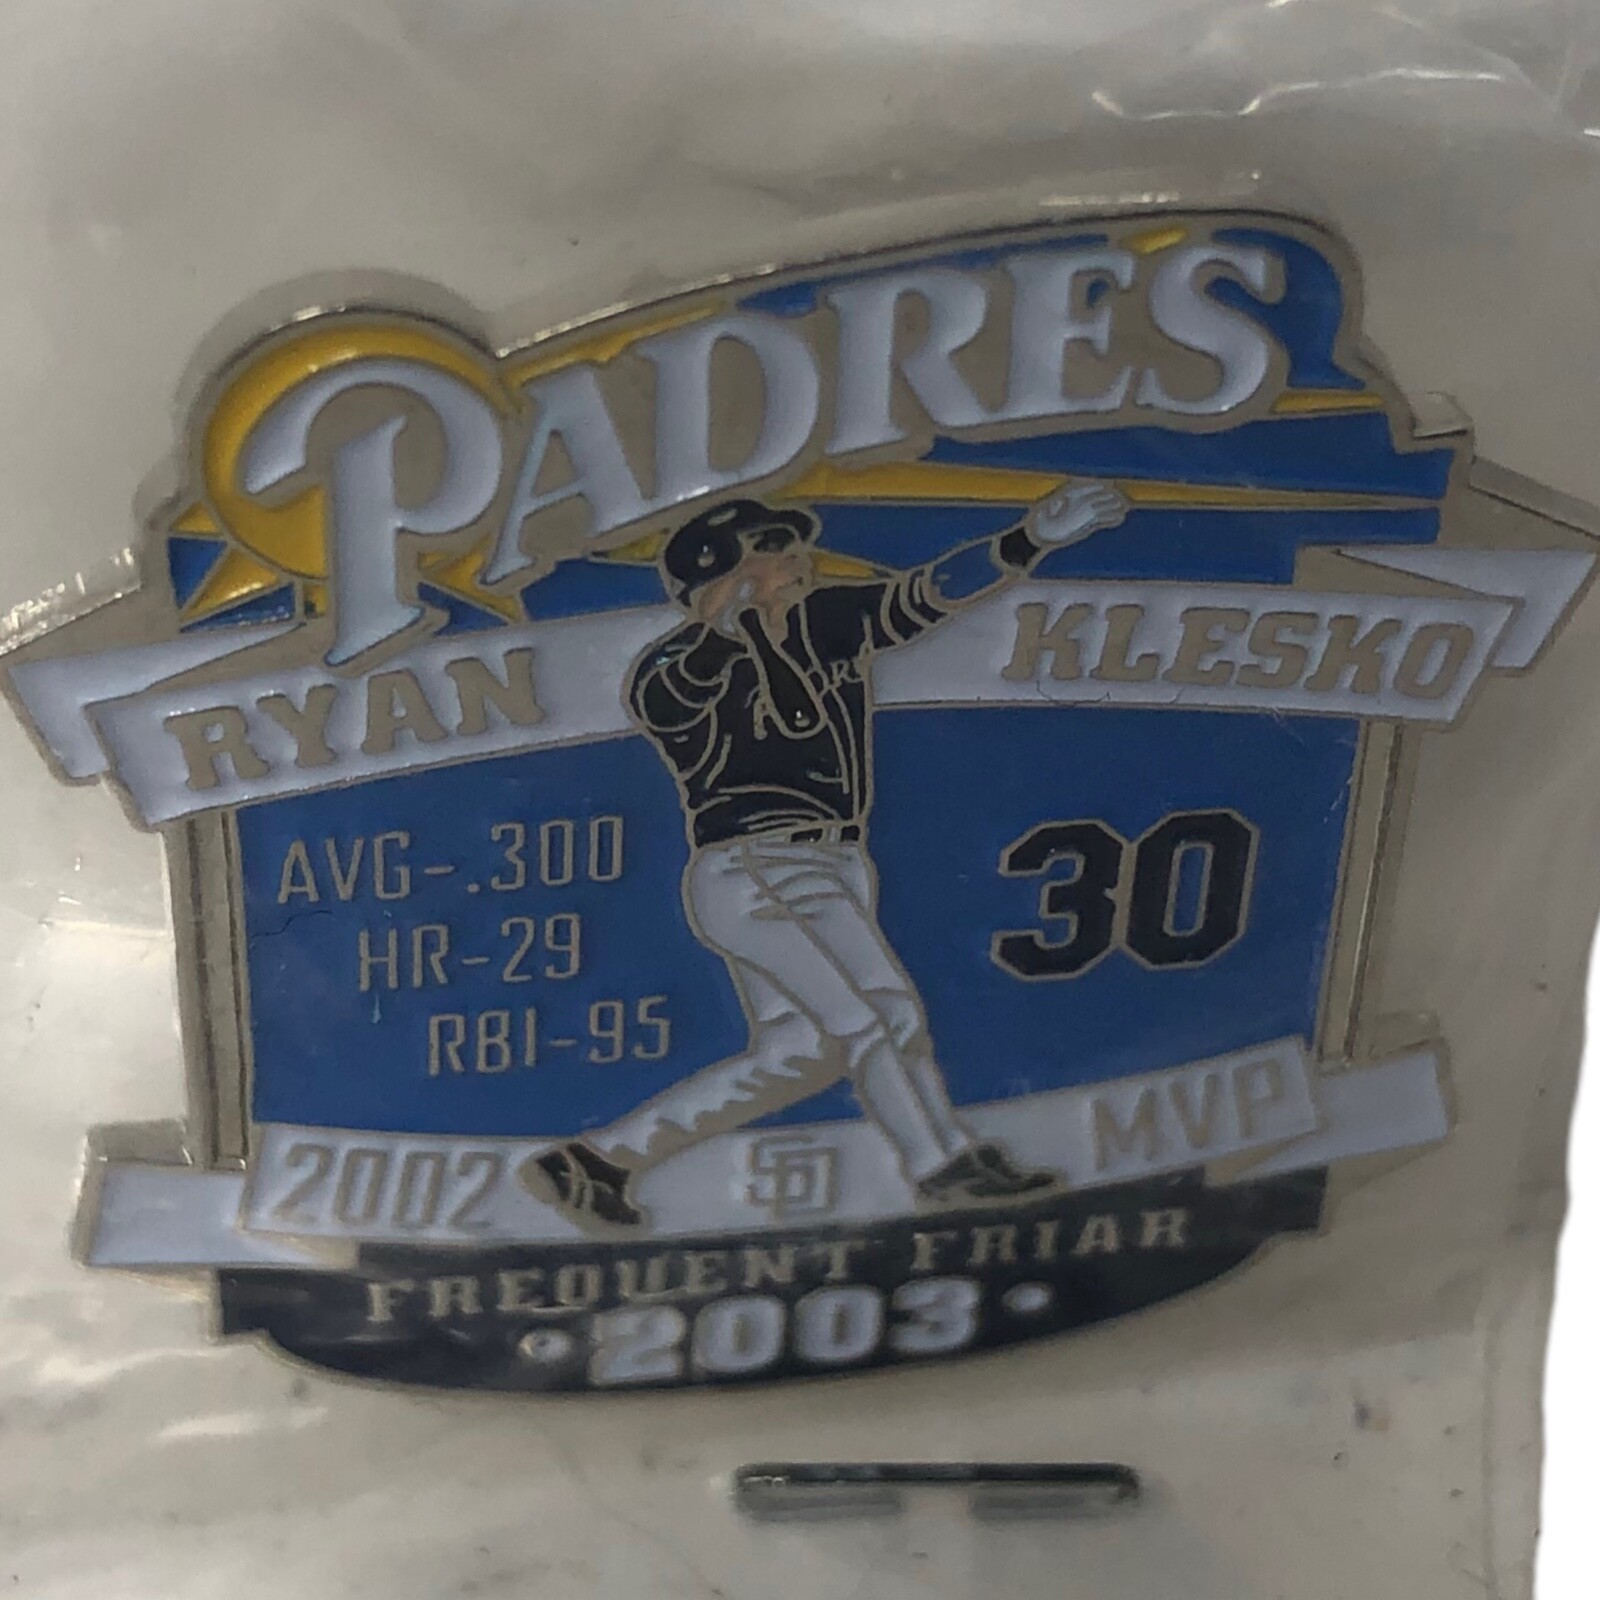 PADRES
RYAN KLESKO
AVG-.300
HR-29
RBI-95
30
2002 SD MVP
FREQUENT FRIAR
•2003•